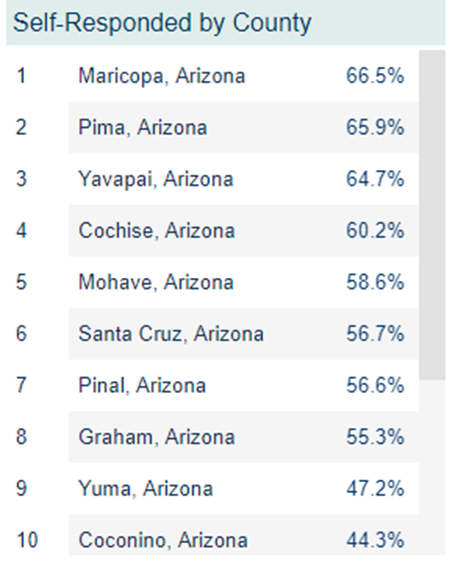 Self-Responded by County
1 Maricopa, Arizona 66.5%
2 Pima, Arizona 65.9%
3 Yavapai, Arizona 64.7%
4 Cochise, Arizona 60.2%
5 Mohave, Arizona 58.6%
6 Santa Cruz, Arizona 56.7%
7 Pinal, Arizona 56.6%
8 Graham, Arizona 55.3%
9 Yuma, Arizona 47.2%
10 Coconino, Arizona 44.3%